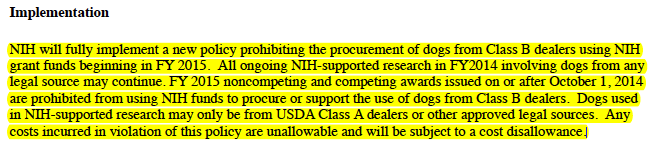 Implementation
NIH will fully implement a new policy prohibiting the procurement of dogs from Class B dealers using NIH
grant funds beginning in FY 2015.  All ongoing NIH-supported research in FY2014 involving dogs from any
legal source may continue. FY 2015 noncompeting and competing awards issued on or after October 1, 2014
are prohibited from using NIH funds to procure or support the use of dogs from Class B dealers.  Dogs used
in NIH-supported research may only be from USDA Class A dealers or other approved legal sources.  Any
costs incurred in violation of this policy are unallowable and will be subject to a cost disallowance.